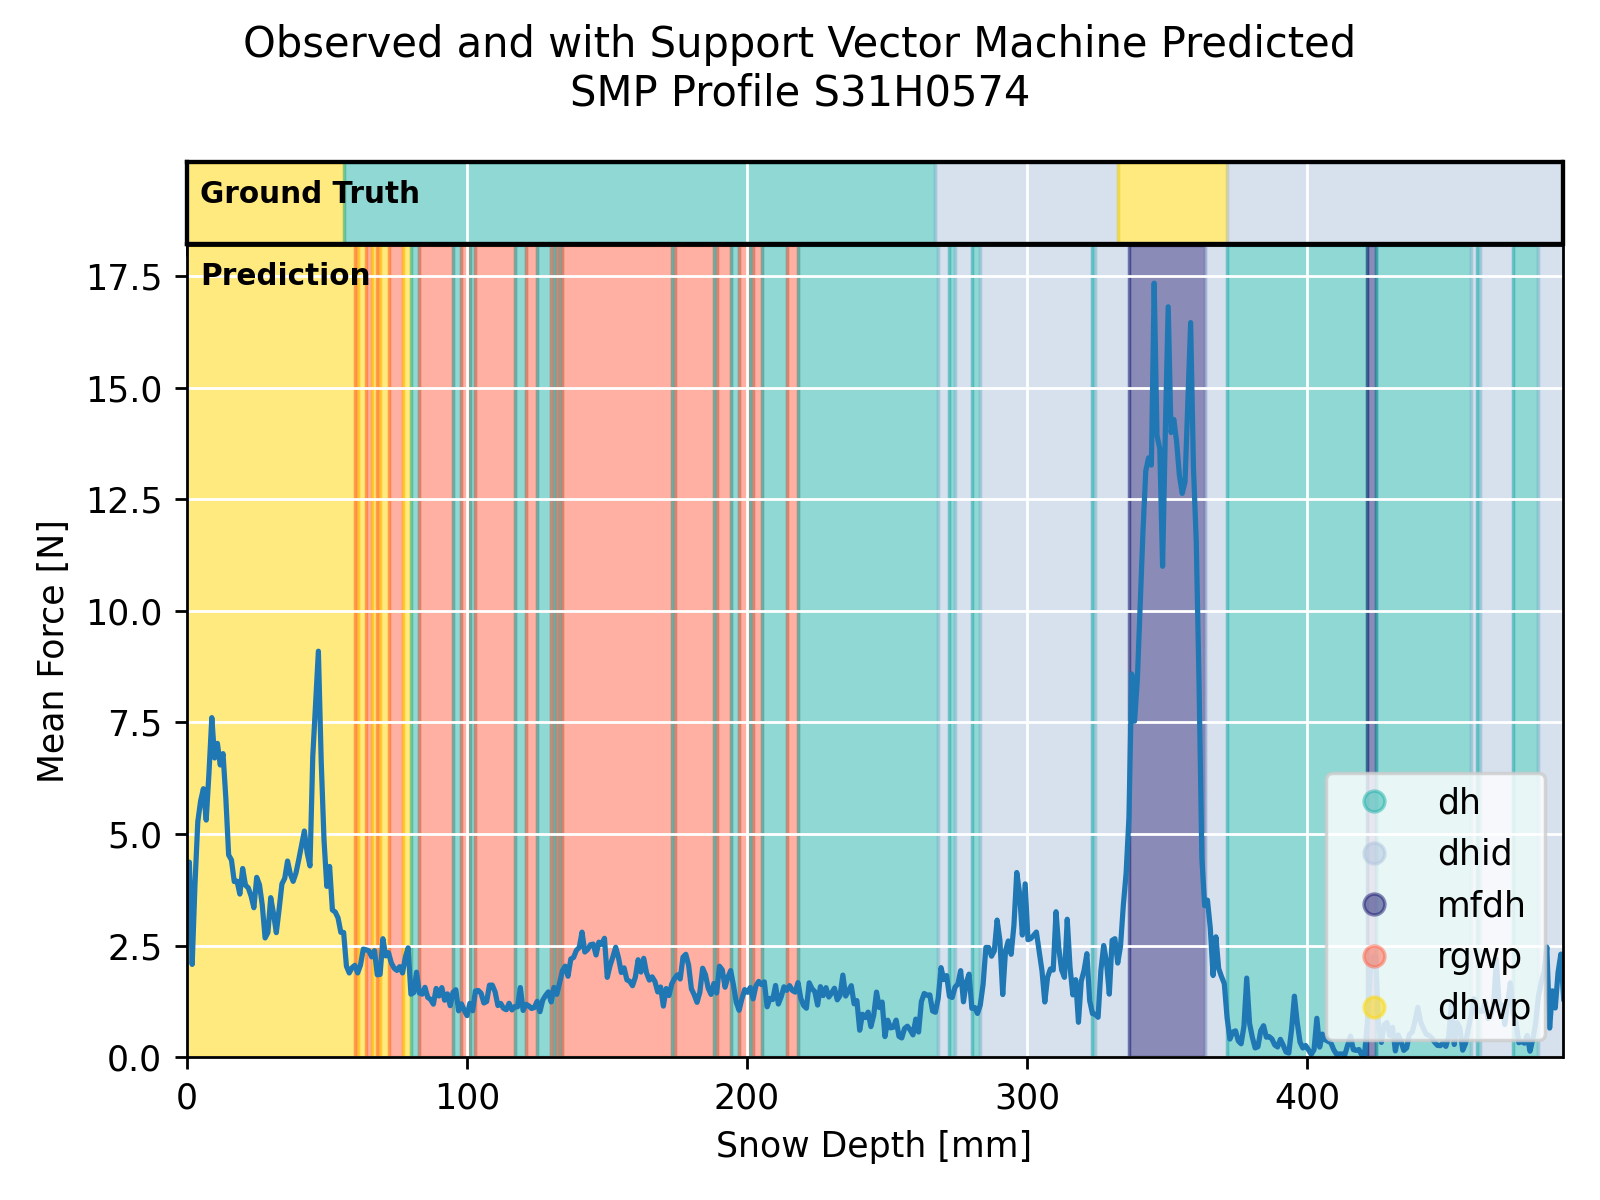 Observed and with Support Vector Machine Predicted
SMP Profile S31H0574
Ground Truth
Prediction
17.5
15.0
12.5
10.0
7.5
5.0
2.5
0.0
Mean Force [N]
dh
dhid
mfdh
rgwp
dhwp
0 100 200 300 400
Snow Depth [mm]